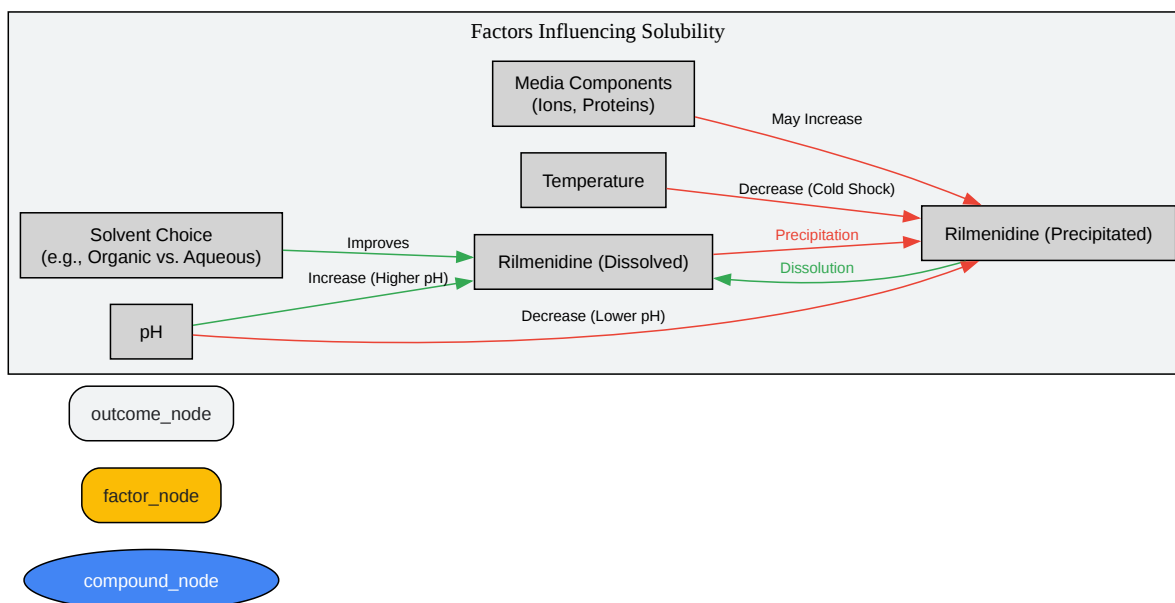 Factors Influencing Solubility
Media Components
(Ions, Proteins)
May Increase
Temperature
Decrease (Cold Shock)
Solvent Choice
(e.g., Organic vs. Aqueous)
Improves
Rilmenidine (Dissolved)
Precipitation
Dissolution
Rilmenidine (Precipitated)
Increase (Higher pH)
pH
Decrease (Lower pH)
outcome_node
factor_node
compound_node